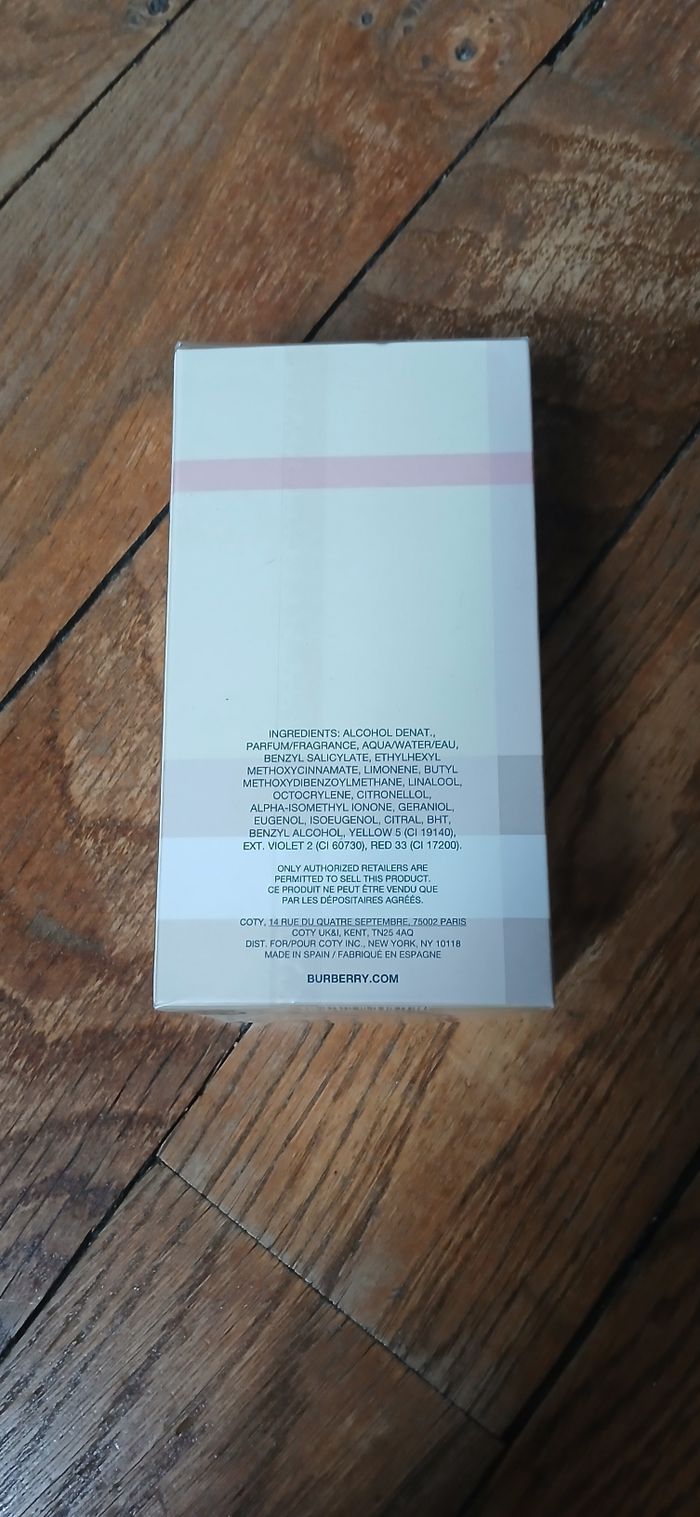 INGREDIENTS: ALCOHOL DENAT.,
PARFUM/FRAGRANCE, AQUA/WATER/EAU,
BENZYL SALICYLATE, ETHYLHEXYL
METHOXYCINNAMATE, LIMONENE, BUTYL
METHOXYDIBENZOYLMETHANE, LINALOOL,
OCTOCRYLENE, CITRONELLOL,
ALPHA-ISOMETHYL IONONE, GERANIOL,
EUGENOL, ISOEUGENOL, CITRAL, BHT,
BENZYL ALCOHOL, YELLOW 5 (CI 19140),
EXT. VIOLET 2 (CI 60730), RED 33 (CI 17200).
ONLY AUTHORIZED RETAILERS ARE
PERMITTED TO SELL THIS PRODUCT.
CE PRODUIT NE PEUT ÊTRE VENDU QUE
PAR LES DÉPOSITAIRES AGRÉÉS.
COTY, 14 RUE DU QUATRE SEPTEMBRE, 75002 PARIS
COTY UK&I, KENT, TN25 4AQ
DIST. FOR/POUR COTY INC., NEW YORK, NY 10118
MADE IN SPAIN / FABRIQUÉ EN ESPAGNE
BURBERRY.COM